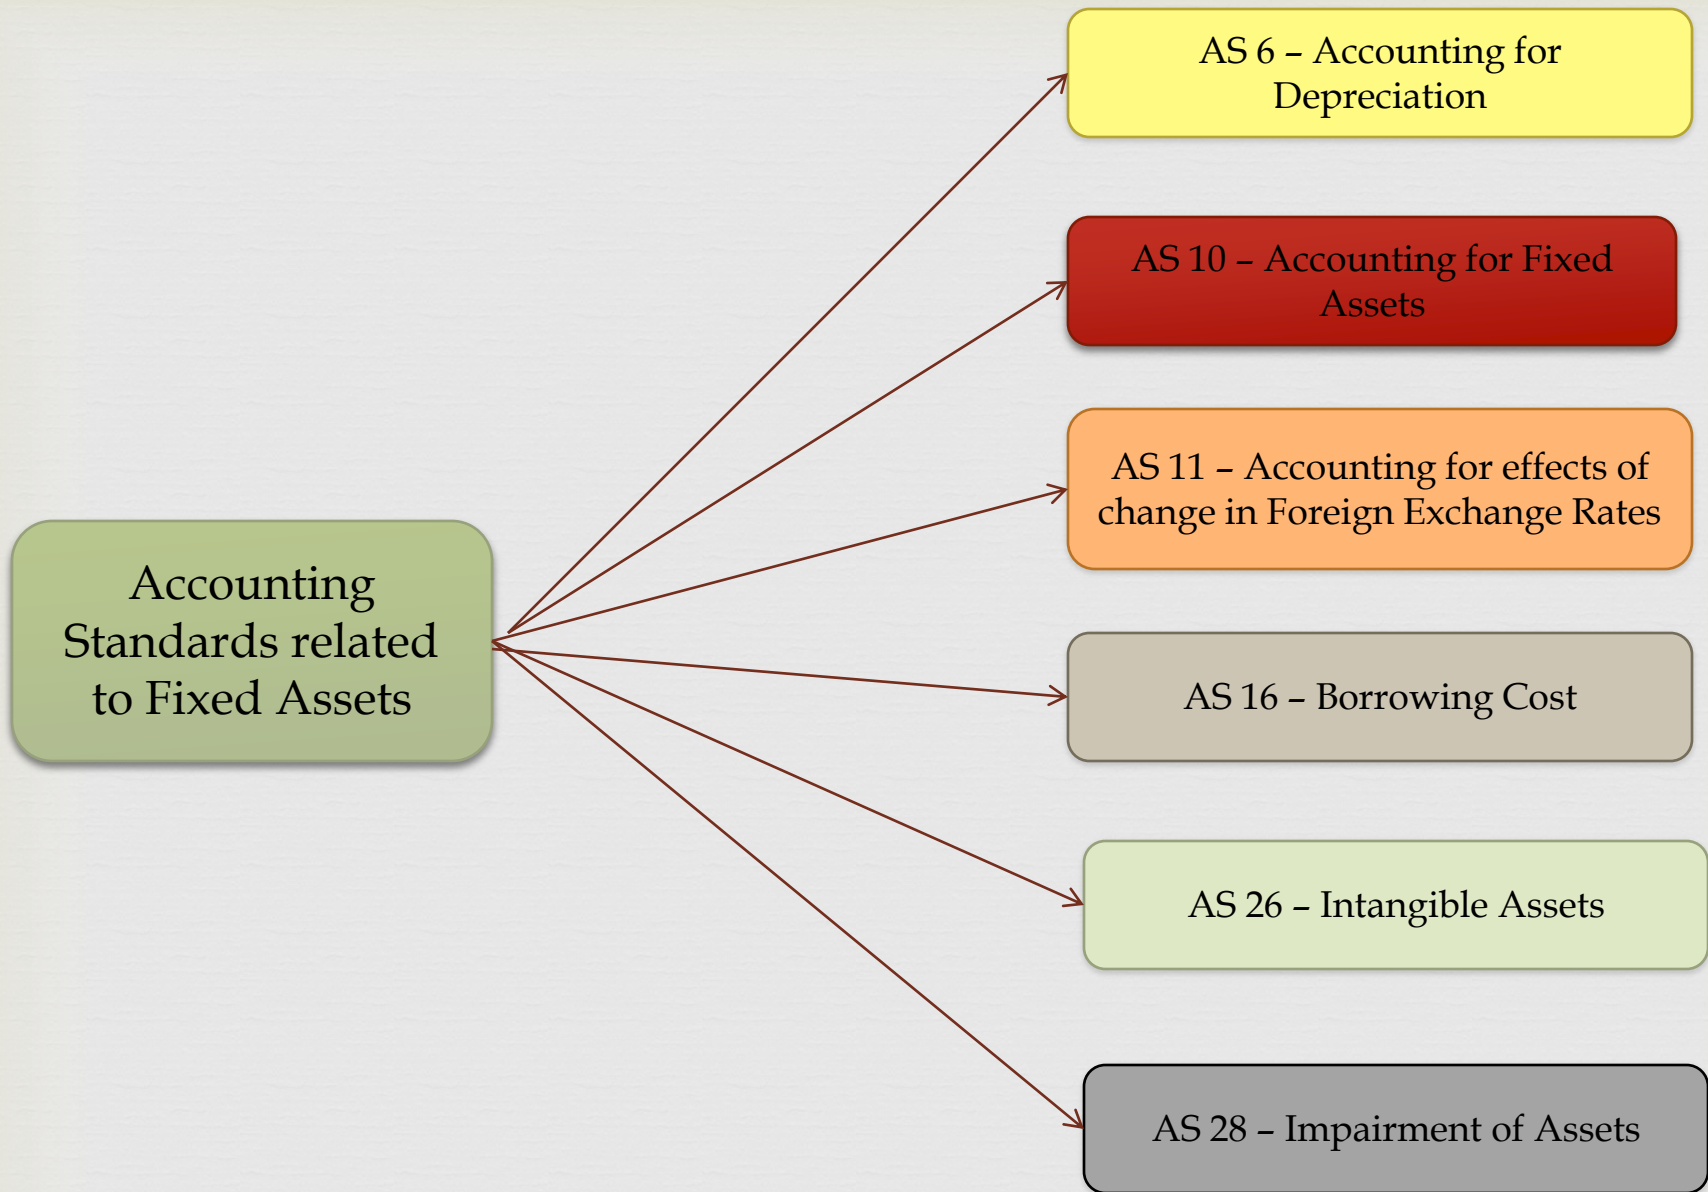 AS 6 – Accounting for
Depreciation
AS 10 – Accounting for Fixed
Assets
AS 11 – Accounting for effects of
change in Foreign Exchange Rates
Accounting
Standards related
to Fixed Assets
AS 16 – Borrowing Cost
AS 26 – Intangible Assets
AS 28 – Impairment of Assets